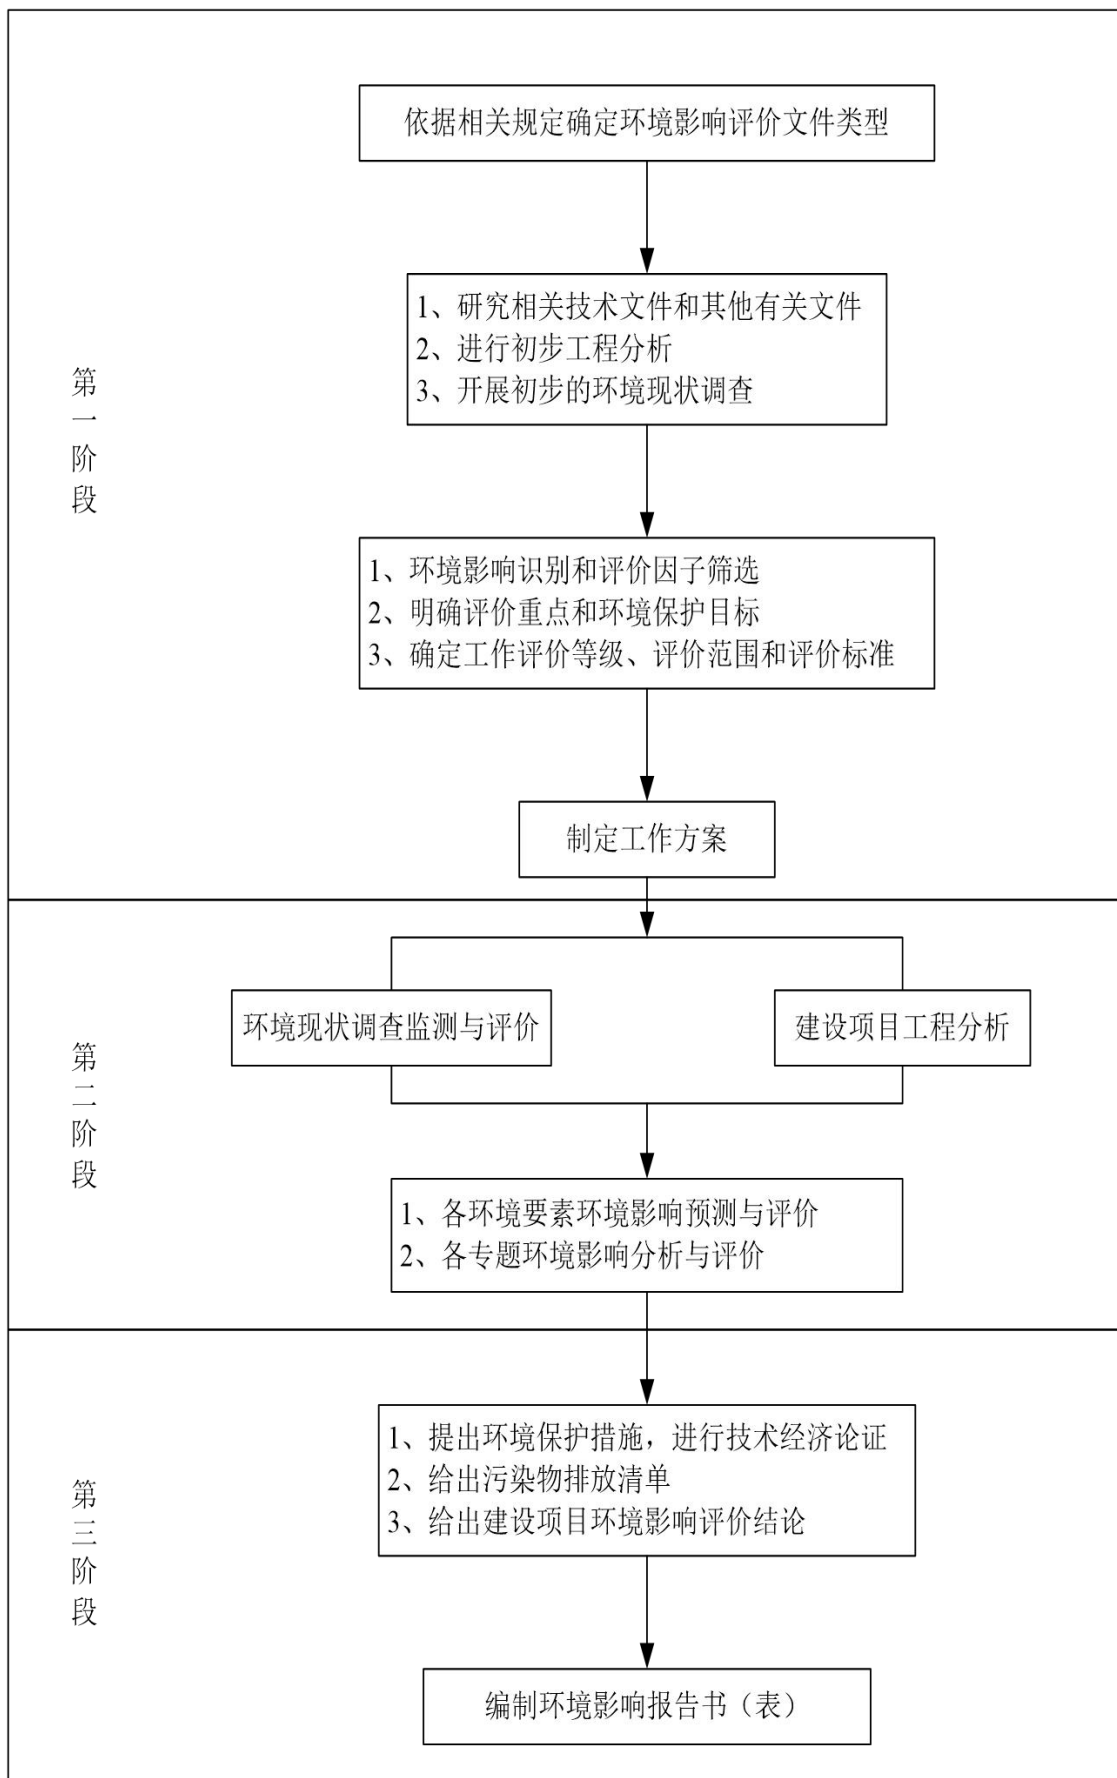 依据相关规定确定环境影响评价文件类型
1、研究相关技术文件和其他有关文件
2、进行初步工程分析
3、开展初步的环境现状调查
第一阶段
1、环境影响识别和评价因子筛选
2、明确评价重点和环境保护目标
3、确定工作评价等级、评价范围和评价标准
制定工作方案
环境现状调查监测与评价
建设项目工程分析
第二阶段
1、各环境要素环境影响预测与评价
2、各专题环境影响分析与评价
1、提出环境保护措施，进行技术经济论证
2、给出污染物排放清单
3、给出建设项目环境影响评价结论
第三阶段
编制环境影响报告书（表）